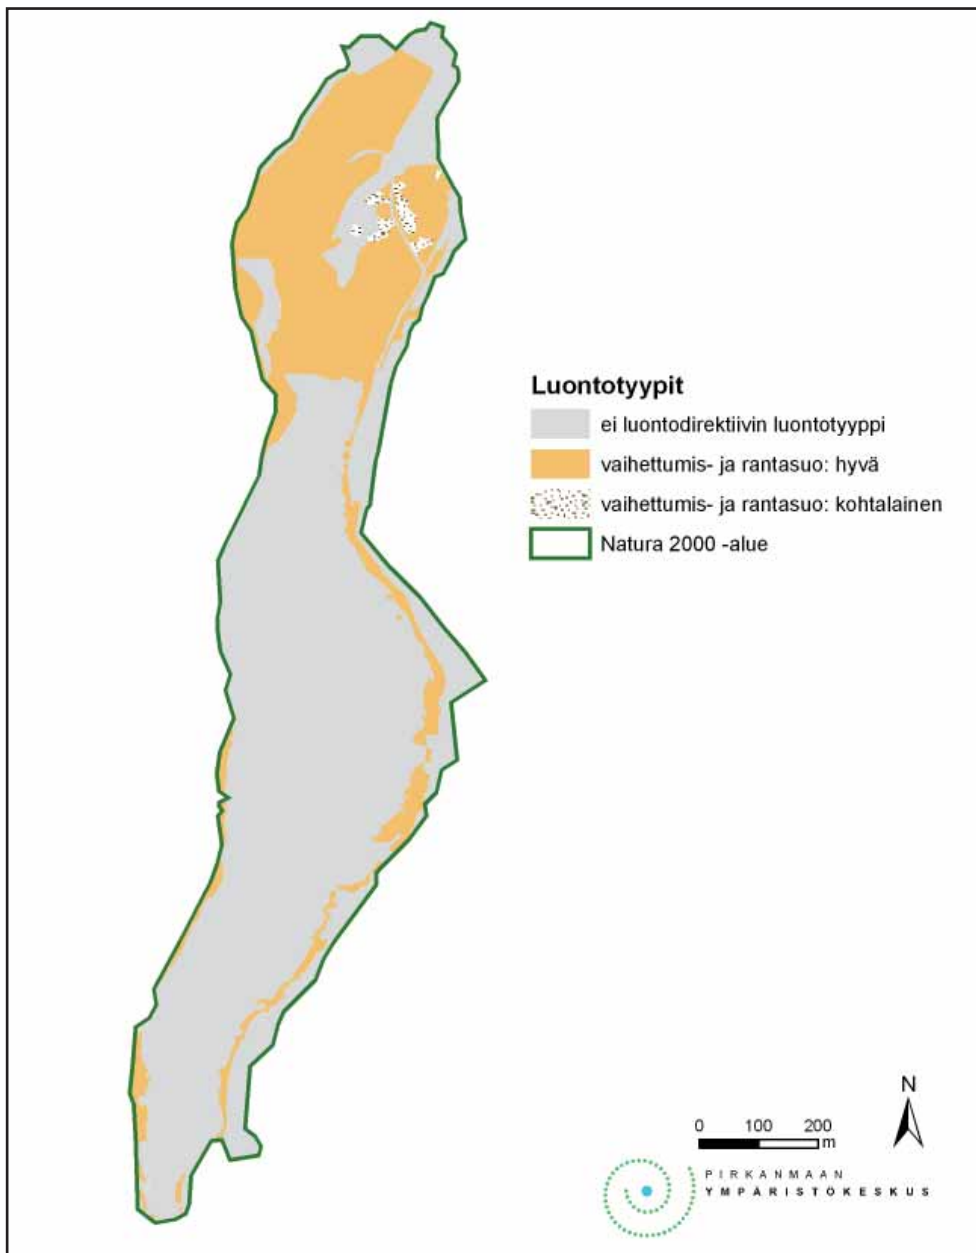 Luontotyypit
ei luontodirektiivin luontotyyppi
vaihettumis- ja rantasuo: hyvä
vaihettumis- ja rantasuo: kohtalainen
Natura 2000 -alue
N
0 100 200
m
PIRKANMAAN
YMPÄRISTÖKESKUS